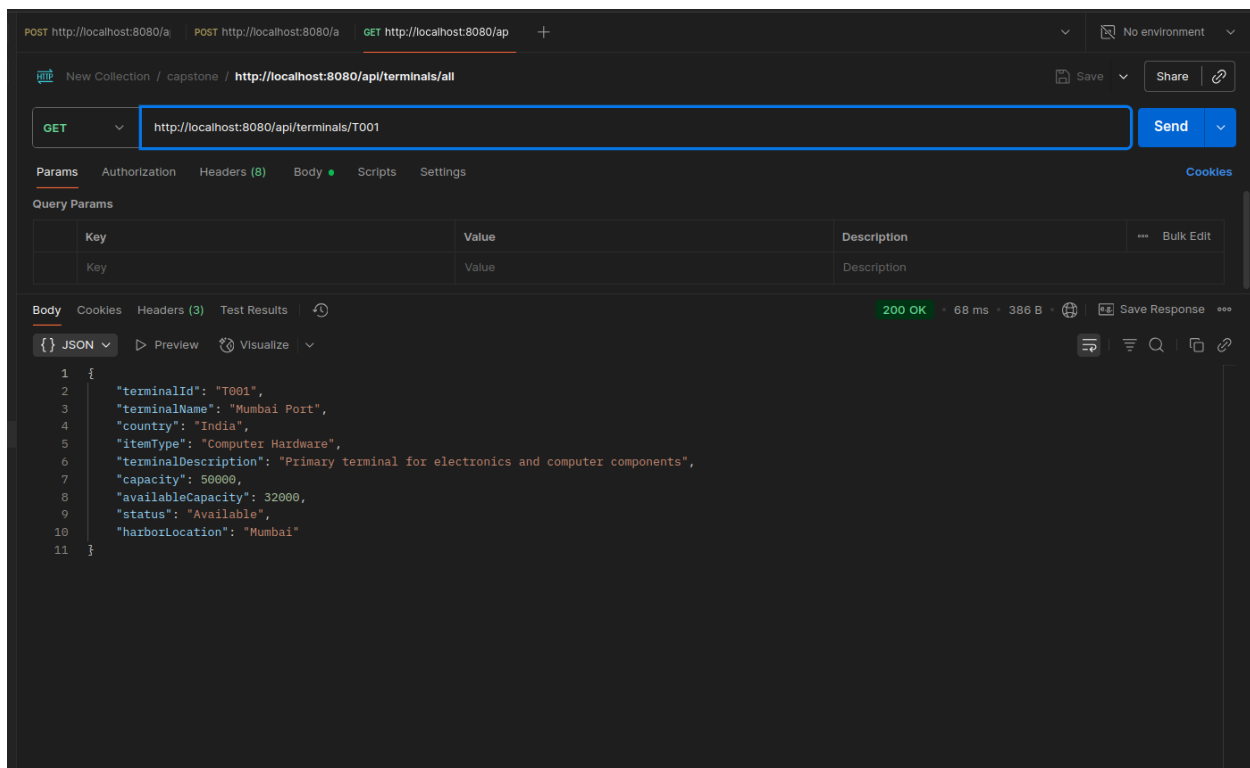 POST http://localhost:8080/a POST http://localhost:8080/a GET http://localhost:8080/ap + No environment
HTTP New Collection / capstone / http://localhost:8080/api/terminals/all Save Share
GET http://localhost:8080/api/terminals/T001 Send
Params Authorization Headers (8) Body Scripts Settings Cookies
Query Params
Key Value Description ••• Bulk Edit
Key Value Description
Body Cookies Headers (3) Test Results 200 OK • 68 ms • 386 B • e.g. Save Response •••
{} JSON Preview Visualize
1 {
2 "terminalId": "T001",
3 "terminalName": "Mumbai Port",
4 "country": "India",
5 "itemType": "Computer Hardware",
6 "terminalDescription": "Primary terminal for electronics and computer components",
7 "capacity": 50000,
8 "availableCapacity": 32000,
9 "status": "Available",
10 "harborLocation": "Mumbai"
11 }